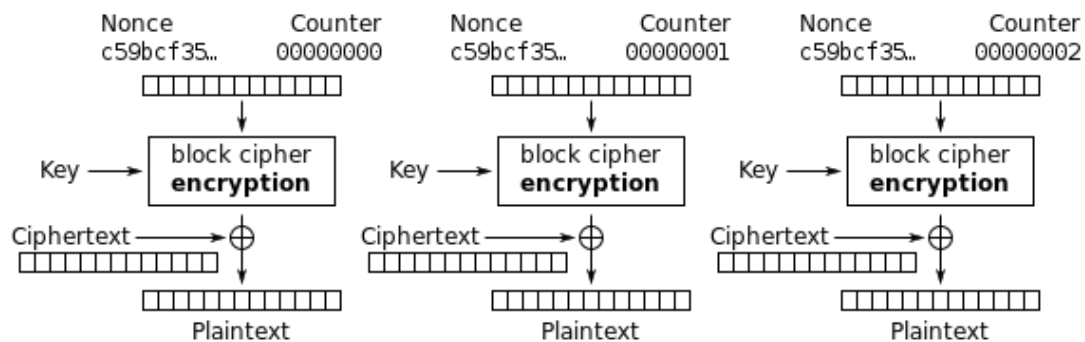 Nonce Counter Nonce Counter Nonce Counter
c59bcf35… 00000000 c59bcf35… 00000001 c59bcf35… 00000002
block cipher block cipher block cipher
Key encryption Key encryption Key encryption
Ciphertext Ciphertext Ciphertext
Plaintext Plaintext Plaintext